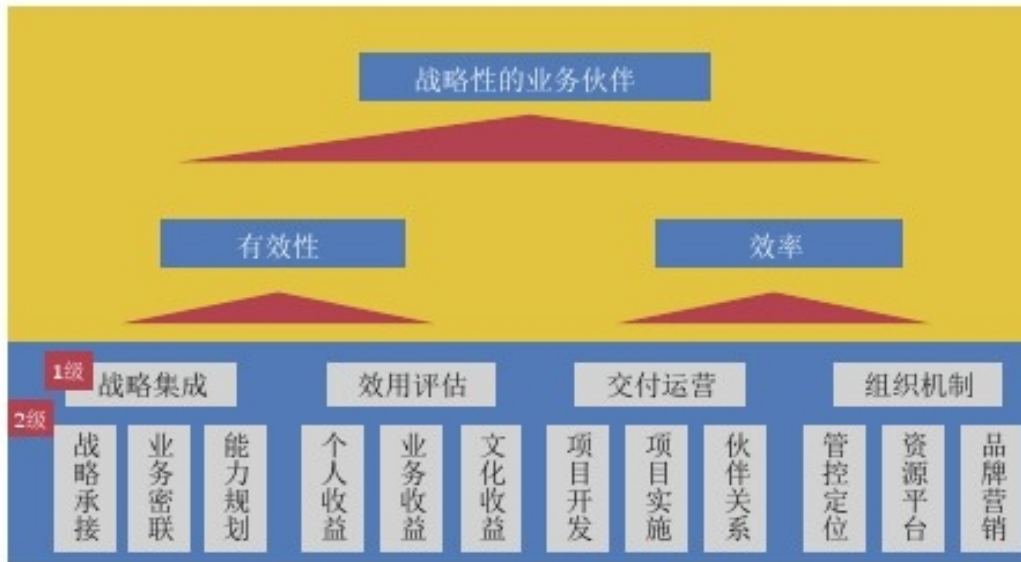 战略性的业务伙伴
有效性
效率
1级
战略集成
效用评估
交付运营
组织机制
2级
战略承接
业务密联
能力规划
个人收益
业务收益
文化收益
项目开发
项目实施
伙伴关系
管控定位
资源平台
品牌营销